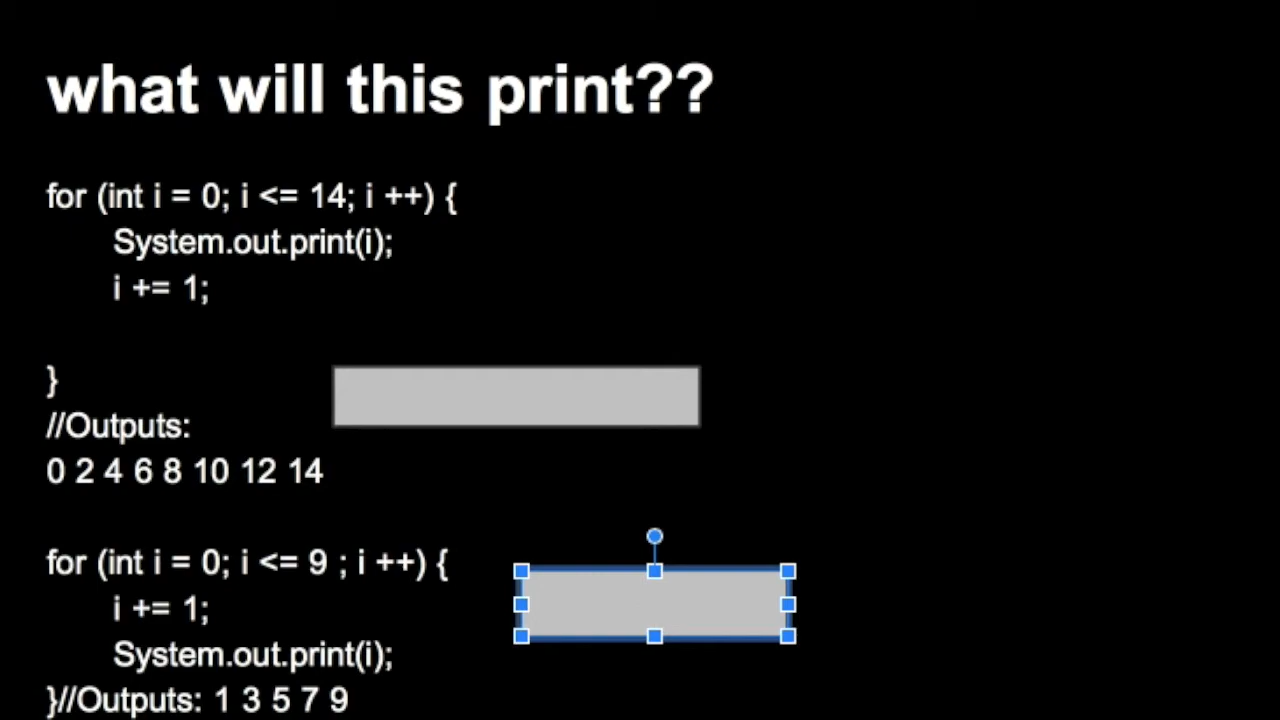 what will this print??
for (int i = 0; i <= 14; i ++) {
System.out.print(i);
i += 1;
}
//Outputs:
0 2 4 6 8 10 12 14
for (int i = 0; i <= 9 ; i ++) {
i += 1;
System.out.print(i);
}//Outputs: 1 3 5 7 9